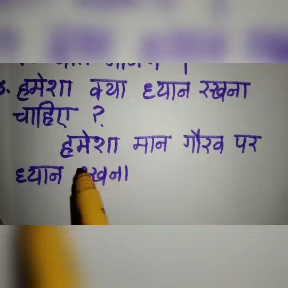 हमेशा क्या ध्यान रखना
चाहिए ?
हमेशा मान गौरव पर
ध्यान रखना